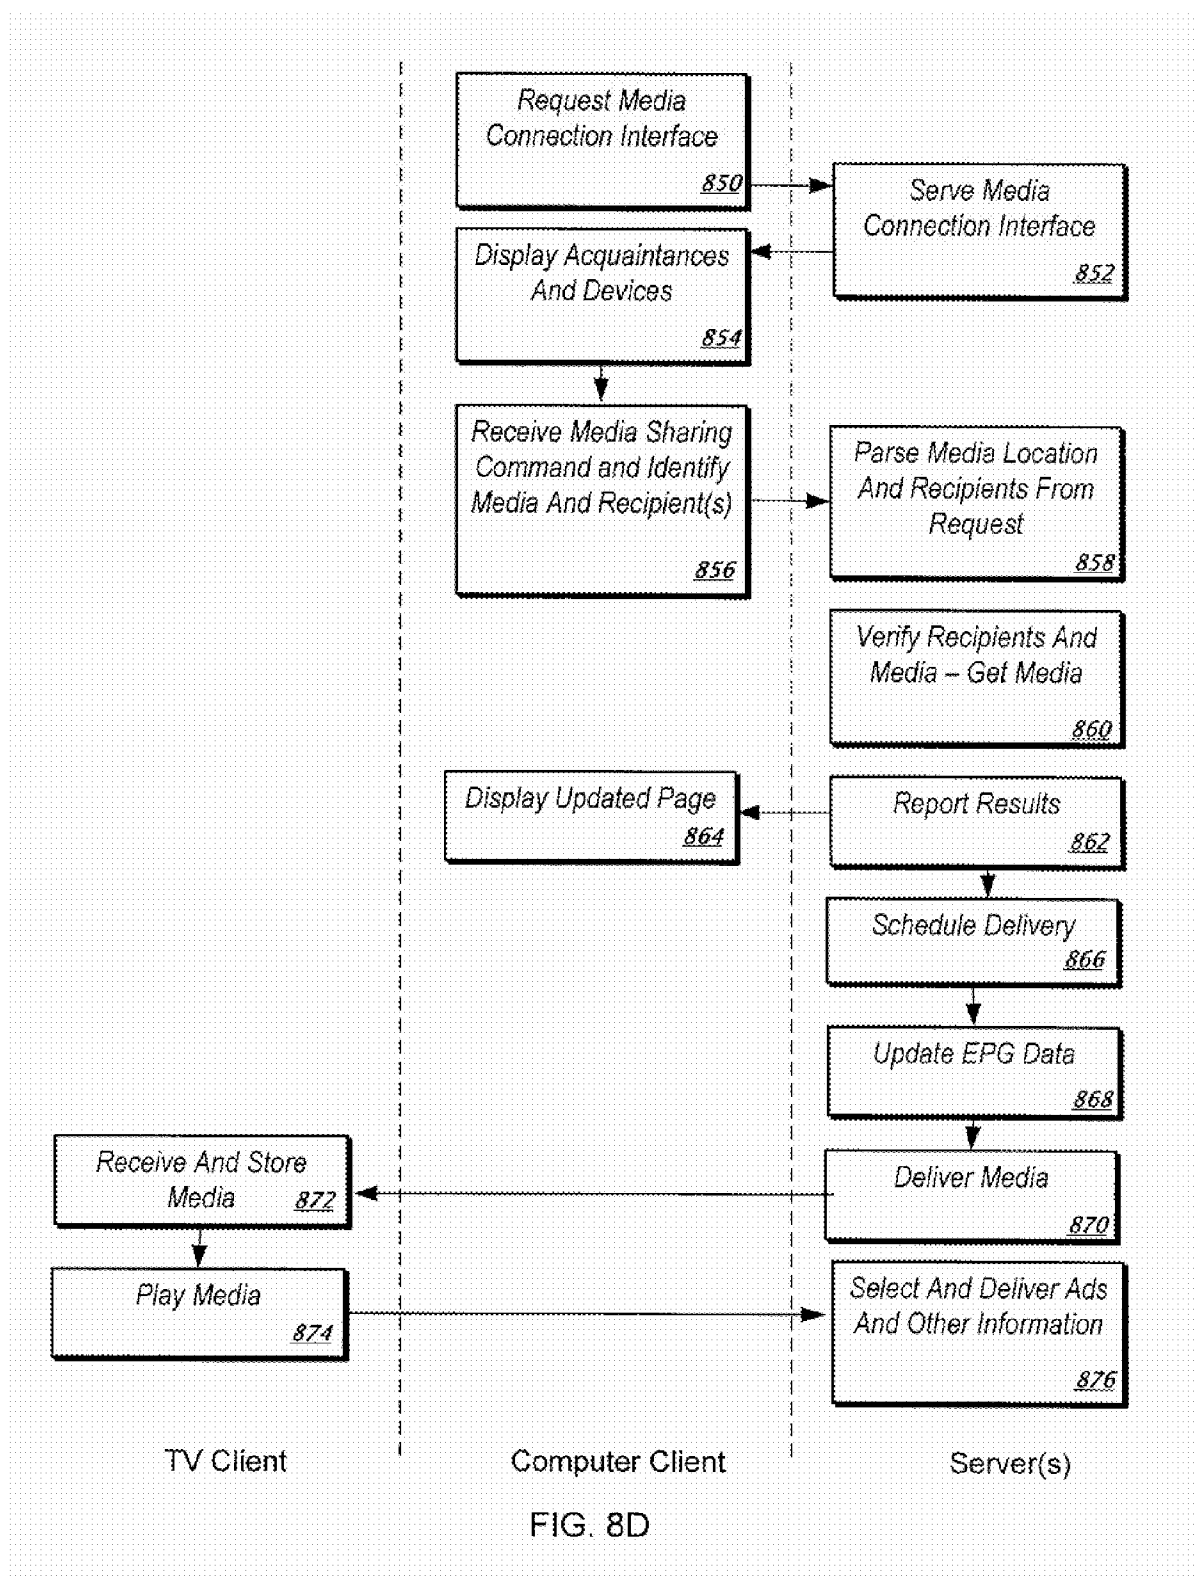 Request Media
Connection Interface
850
Serve Media
Connection Interface
852
Display Acquaintances
And Devices
854
Receive Media Sharing
Command and Identify
Media And Recipient(s)
856
Parse Media Location
And Recipients From
Request
858
Verify Recipients And
Media – Get Media
860
Display Updated Page
864
Report Results
862
Schedule Delivery
866
Update EPG Data
868
Receive And Store
Media
872
Deliver Media
870
Play Media
874
Select And Deliver Ads
And Other Information
876
TV Client
Computer Client
Server(s)
FIG. 8D